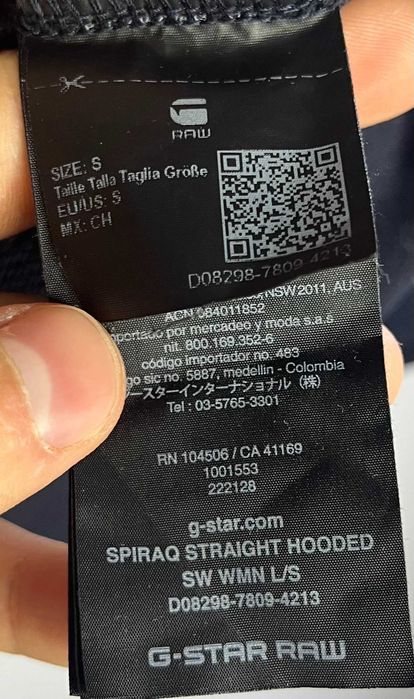 RAW
SIZE: S
Taille Talla Taglia Größe
EU/US: S
MX: CH
D08298-7809-4213
NSW2011, AUS
ACN 084011852
por mercadeo y moda s.a.s
nit. 800.169.352-6
código importador no. 483
sic no. 5887, medellin - Colombia
ースターインターナショナル（株）
Tel : 03-5765-3301
RN 104506 / CA 41169
1001553
222128
g-star.com
SPIRAQ STRAIGHT HOODED
SW WMN L/S
D08298-7809-4213
G-STAR RAW